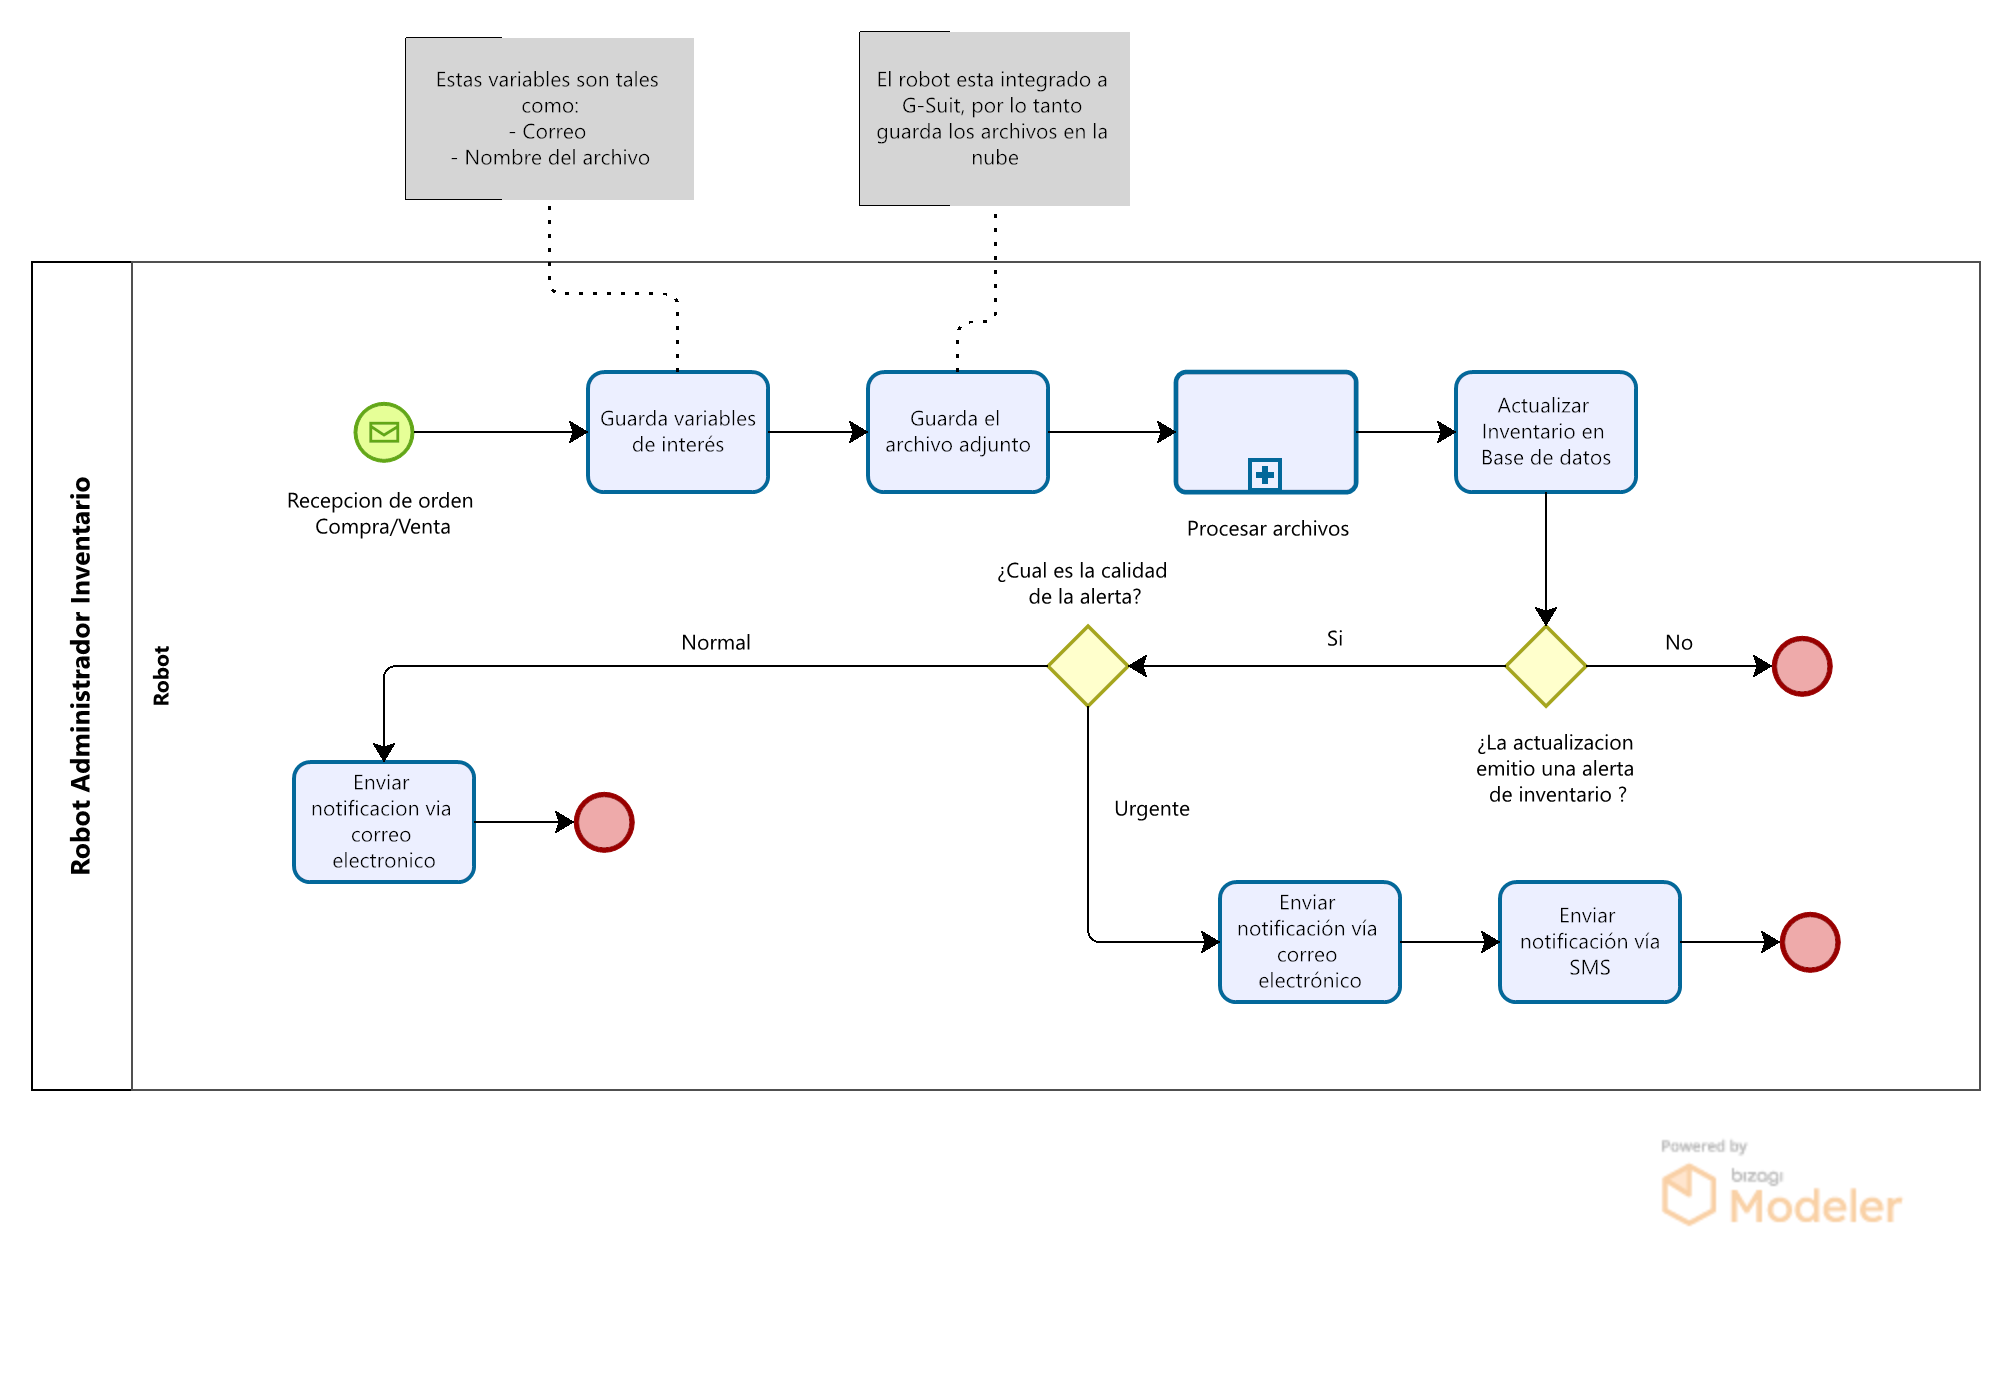 Estas variables son tales
como:
- Correo
- Nombre del archivo
El robot esta integrado a
G-Suit, por lo tanto
guarda los archivos en la
nube
Robot Administrador Inventario
Robot
Recepcion de orden
Compra/Venta
Guarda variables
de interés
Guarda el
archivo adjunto
Procesar archivos
Actualizar
Inventario en
Base de datos
¿Cual es la calidad
de la alerta?
Normal
Si
No
¿La actualizacion
emitio una alerta
de inventario ?
Urgente
Enviar
notificacion via
correo
electronico
Enviar
notificación vía
correo
electrónico
Enviar
notificación vía
SMS
Powered by
bizagi
Modeler